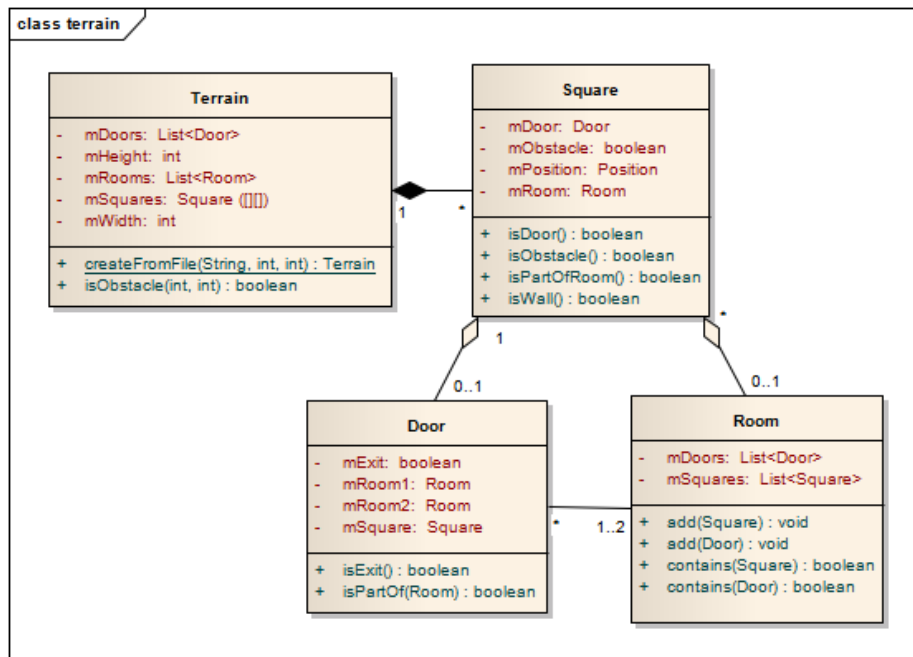 class terrain
Terrain
- mDoors: List<Door>
- mHeight: int
- mRooms: List<Room>
- mSquares: Square ([][])
- mWidth: int
+ createFromFile(String, int, int) : Terrain
+ isObstacle(int, int) : boolean
Square
- mDoor: Door
- mObstacle: boolean
- mPosition: Position
- mRoom: Room
+ isDoor() : boolean
+ isObstacle() : boolean
+ isPartOfRoom() : boolean
+ isWall() : boolean
1
*
1
0..1
*
0..1
Door
- mExit: boolean
- mRoom1: Room
- mRoom2: Room
- mSquare: Square
+ isExit() : boolean
+ isPartOf(Room) : boolean
*
1..2
Room
- mDoors: List<Door>
- mSquares: List<Square>
+ add(Square) : void
+ add(Door) : void
+ contains(Square) : boolean
+ contains(Door) : boolean